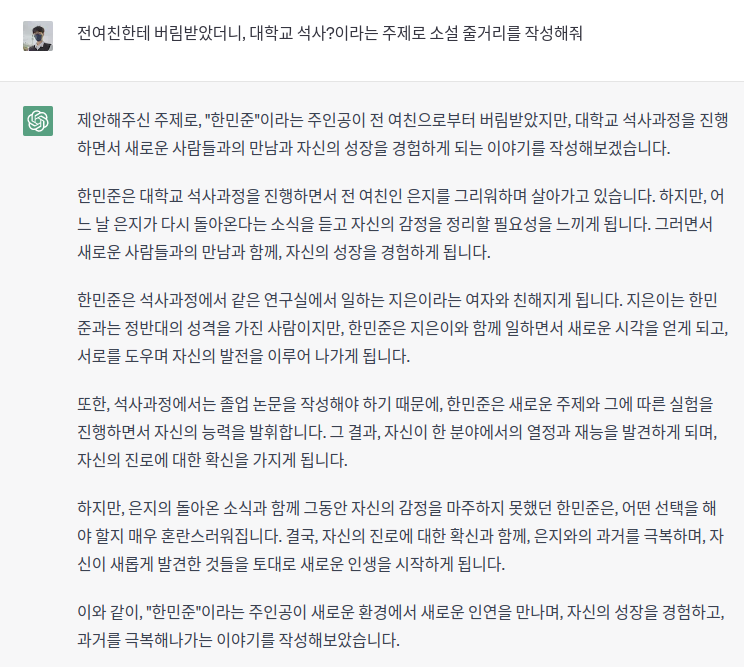 전여친한테 버림받았더니, 대학교 석사?이라는 주제로 소설 줄거리를 작성해줘
제안해주신 주제로, "한민준"이라는 주인공이 전 여친으로부터 버림받았지만, 대학교 석사과정을 진행
하면서 새로운 사람들과의 만남과 자신의 성장을 경험하게 되는 이야기를 작성해보겠습니다.
한민준은 대학교 석사과정을 진행하면서 전 여친인 은지를 그리워하며 살아가고 있습니다. 하지만, 어
느 날 은지가 다시 돌아온다는 소식을 듣고 자신의 감정을 정리할 필요성을 느끼게 됩니다. 그러면서
새로운 사람들과의 만남과 함께, 자신의 성장을 경험하게 됩니다.
한민준은 석사과정에서 같은 연구실에서 일하는 지은이라는 여자와 친해지게 됩니다. 지은이는 한민
준과는 정반대의 성격을 가진 사람이지만, 한민준은 지은이와 함께 일하면서 새로운 시각을 얻게 되고,
서로를 도우며 자신의 발전을 이루어 나가게 됩니다.
또한, 석사과정에서는 졸업 논문을 작성해야 하기 때문에, 한민준은 새로운 주제와 그에 따른 실험을
진행하면서 자신의 능력을 발휘합니다. 그 결과, 자신이 한 분야에서의 열정과 재능을 발견하게 되며,
자신의 진로에 대한 확신을 가지게 됩니다.
하지만, 은지의 돌아온 소식과 함께 그동안 자신의 감정을 마주하지 못했던 한민준은, 어떤 선택을 해
야 할지 매우 혼란스러워집니다. 결국, 자신의 진로에 대한 확신과 함께, 은지와의 과거를 극복하며, 자
신이 새롭게 발견한 것들을 토대로 새로운 인생을 시작하게 됩니다.
이와 같이, "한민준"이라는 주인공이 새로운 환경에서 새로운 인연을 만나며, 자신의 성장을 경험하고,
과거를 극복해나가는 이야기를 작성해보았습니다.